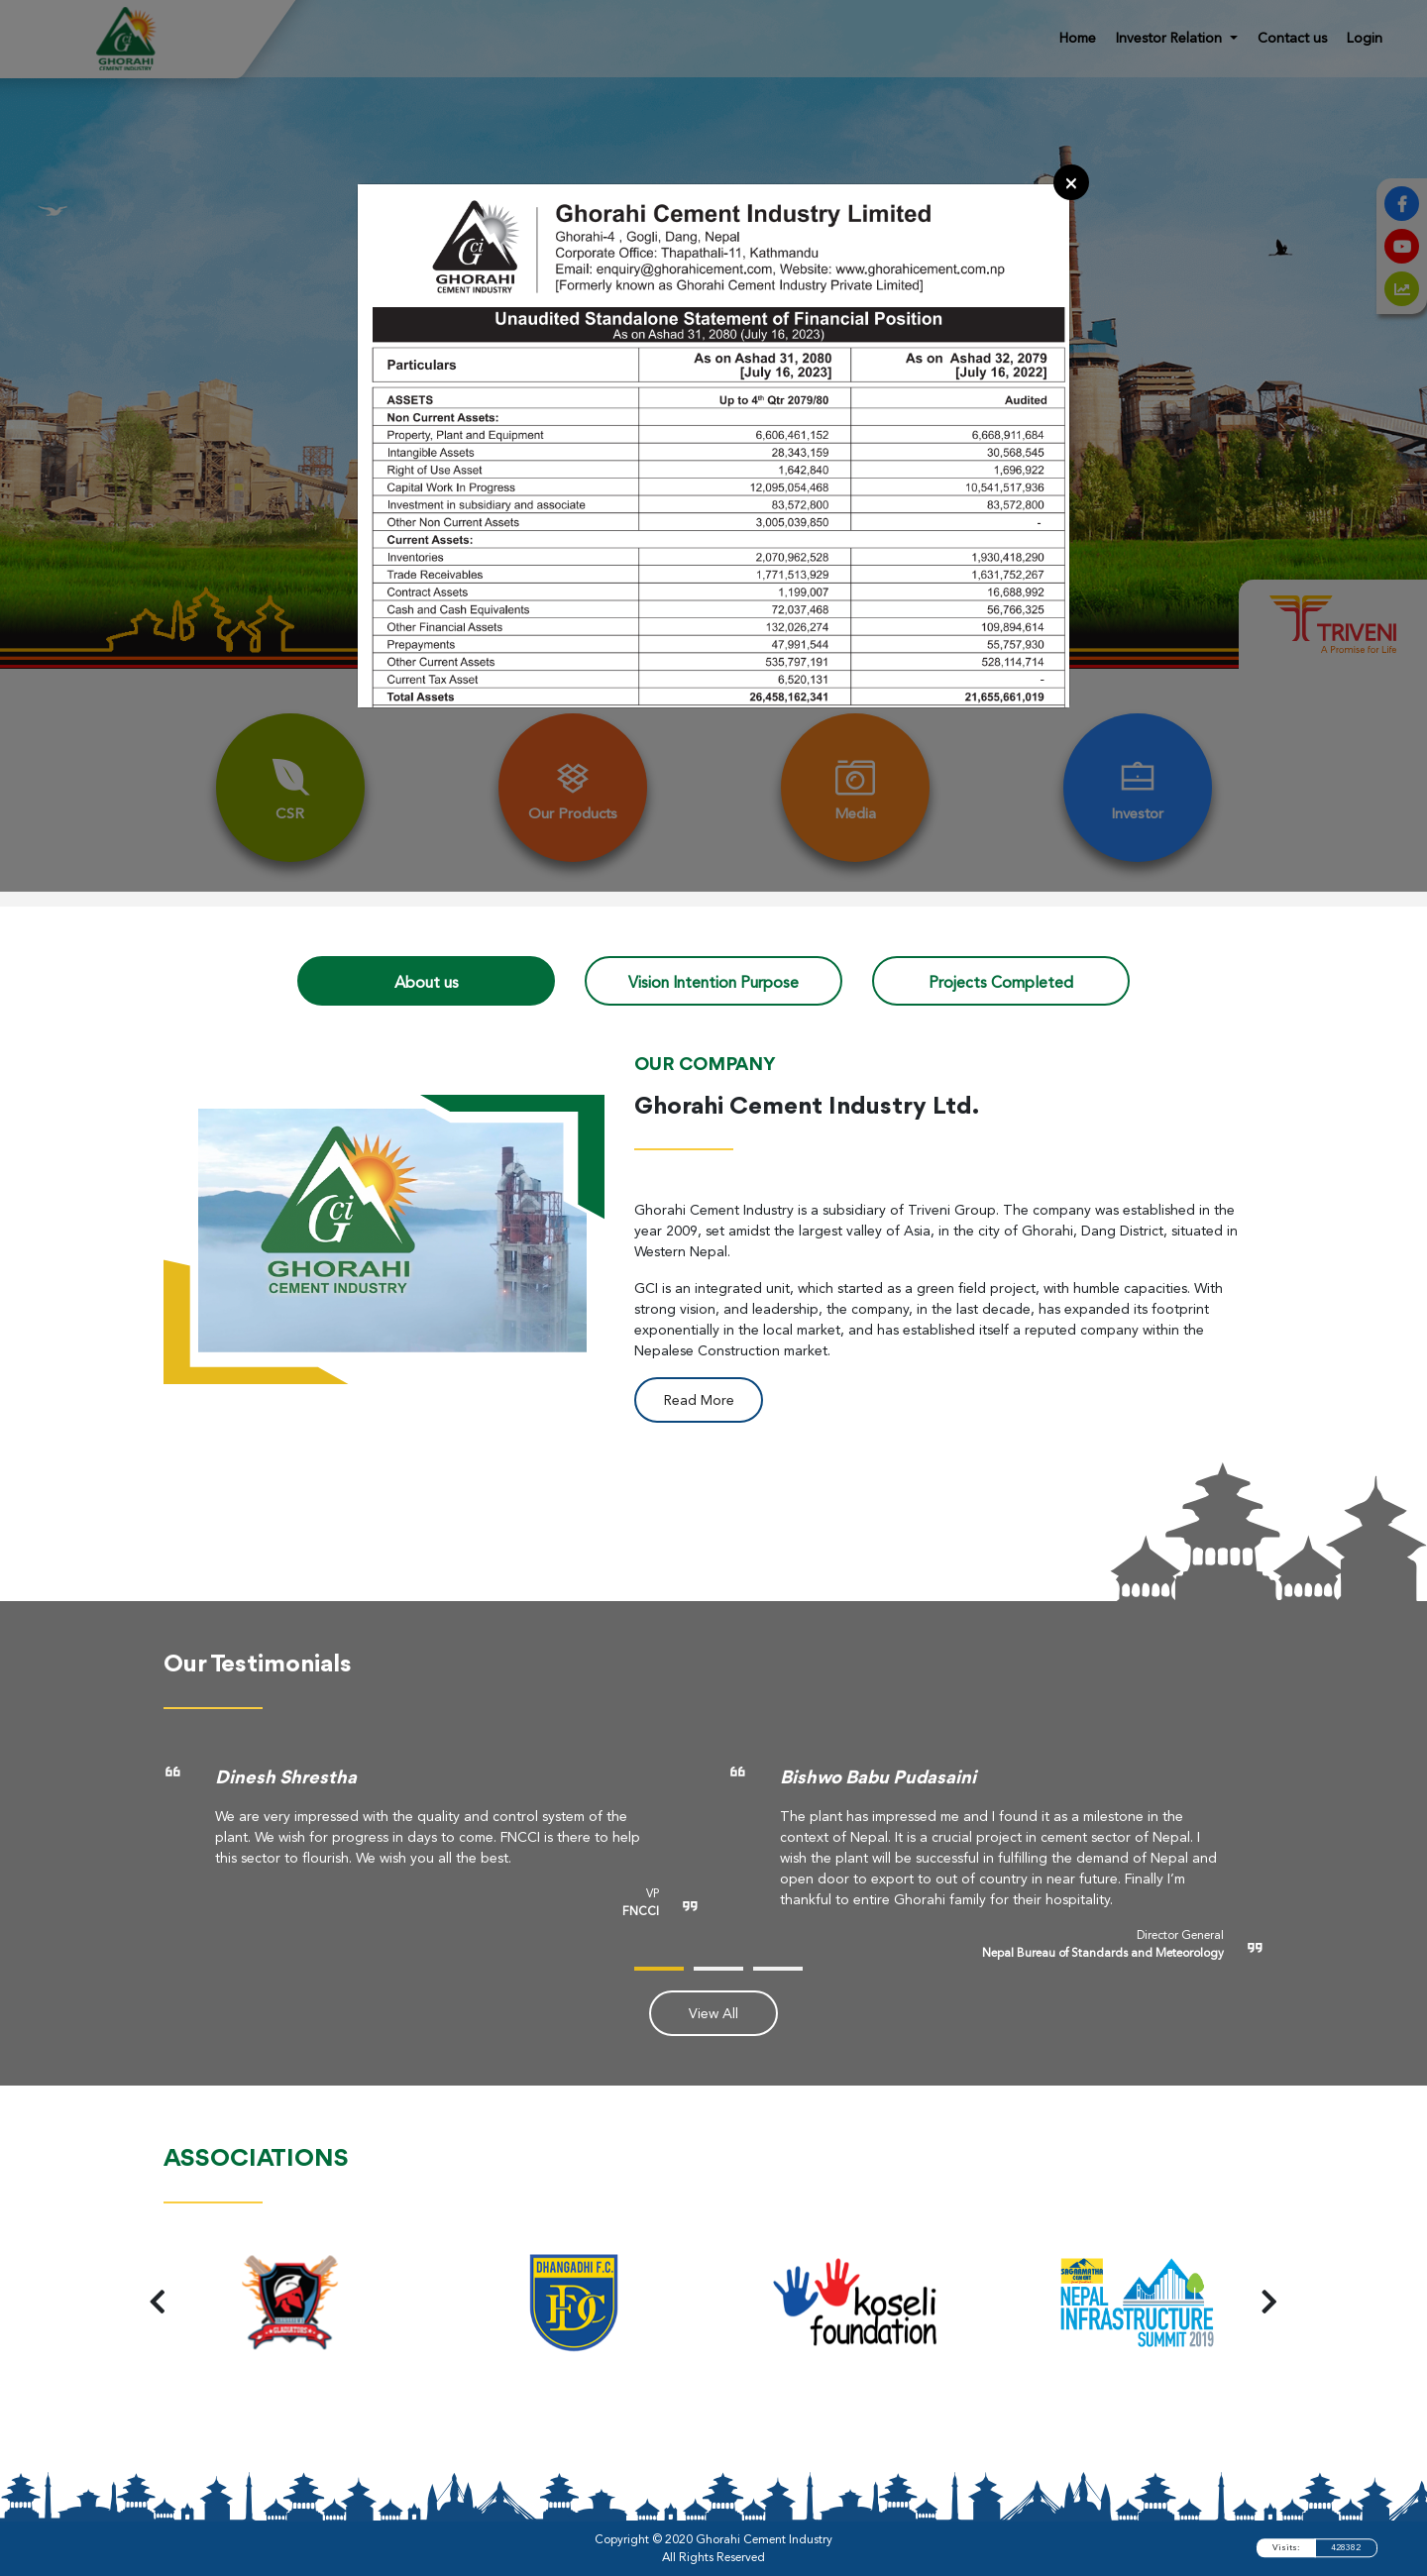 GHORAHI
CEMENT INDUSTRY
Home Investor Relation Contact us Login
×
Gci
GHORAHI
CEMENT INDUSTRY
Ghorahi Cement Industry Limited
Ghorahi-4 , Gogli, Dang, Nepal
Corporate Office: Thapathali-11, Kathmandu
Email: enquiry@ghorahicement.com, Website: www.ghorahicement.com.np
[Formerly known as Ghorahi Cement Industry Private Limited]
Unaudited Standalone Statement of Financial Position
As on Ashad 31, 2080 (July 16, 2023)
Particulars As on Ashad 31, 2080 [July 16, 2023] As on Ashad 32, 2079 [July 16, 2022]
ASSETS Up to 4th Qtr 2079/80 Audited
Non Current Assets:
Property, Plant and Equipment 6,606,461,152 6,668,911,684
Intangible Assets 28,343,159 30,568,545
Right of Use Asset 1,642,840 1,696,922
Capital Work In Progress 12,095,054,468 10,541,517,936
Investment in subsidiary and associate 83,572,800 83,572,800
Other Non Current Assets 3,005,039,850 -
Current Assets:
Inventories 2,070,962,528 1,930,418,290
Trade Receivables 1,771,513,929 1,631,752,267
Contract Assets 1,199,007 16,688,992
Cash and Cash Equivalents 72,037,468 56,766,325
Other Financial Assets 132,026,274 109,894,614
Prepayments 47,991,544 55,757,930
Other Current Assets 535,797,191 528,114,714
Current Tax Asset 6,520,131 -
Total Assets 26,458,162,341 21,655,661,019
TRIVENI
A Promise for Life
CSR Our Products Media Investor
About us Vision Intention Purpose Projects Completed
Gci
GHORAHI
CEMENT INDUSTRY
OUR COMPANY
Ghorahi Cement Industry Ltd.
Ghorahi Cement Industry is a subsidiary of Triveni Group. The company was established in the
year 2009, set amidst the largest valley of Asia, in the city of Ghorahi, Dang District, situated in
Western Nepal.
GCI is an integrated unit, which started as a green field project, with humble capacities. With
strong vision, and leadership, the company, in the last decade, has expanded its footprint
exponentially in the local market, and has established itself a reputed company within the
Nepalese Construction market.
Read More
Our Testimonials
Dinesh Shrestha
We are very impressed with the quality and control system of the
plant. We wish for progress in days to come. FNCCI is there to help
this sector to flourish. We wish you all the best.
VP
FNCCI
Bishwo Babu Pudasaini
The plant has impressed me and I found it as a milestone in the
context of Nepal. It is a crucial project in cement sector of Nepal. I
wish the plant will be successful in fulfilling the demand of Nepal and
open door to export to out of country in near future. Finally I’m
thankful to entire Ghorahi family for their hospitality.
Director General
Nepal Bureau of Standards and Meteorology
View All
ASSOCIATIONS
GLADIATORS
DHANGADHI F.C.
koseli
foundation
SAGARMATHA
CEMENT
NEPAL
INFRASTRUCTURE
SUMMIT 2019
Copyright © 2020 Ghorahi Cement Industry
All Rights Reserved
Visits: 428382